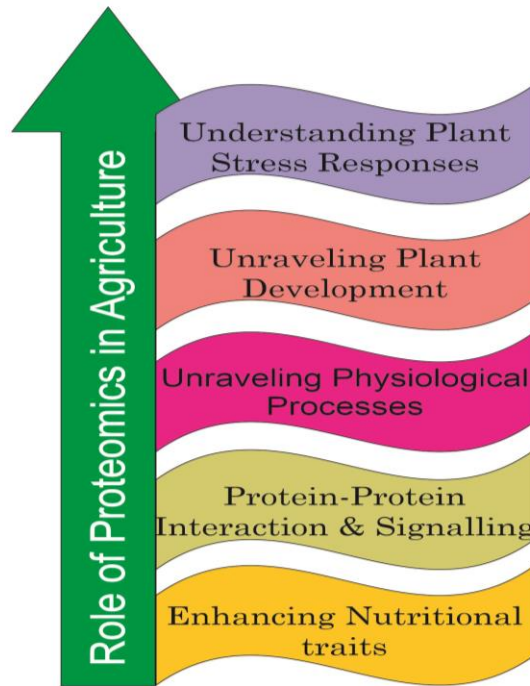 Role of Proteomics in Agriculture
Understanding Plant
Stress Responses
Unraveling Plant
Development
Unraveling Physiological
Processes
Protein-Protein
Interaction & Signalling
Enhancing Nutritional
traits